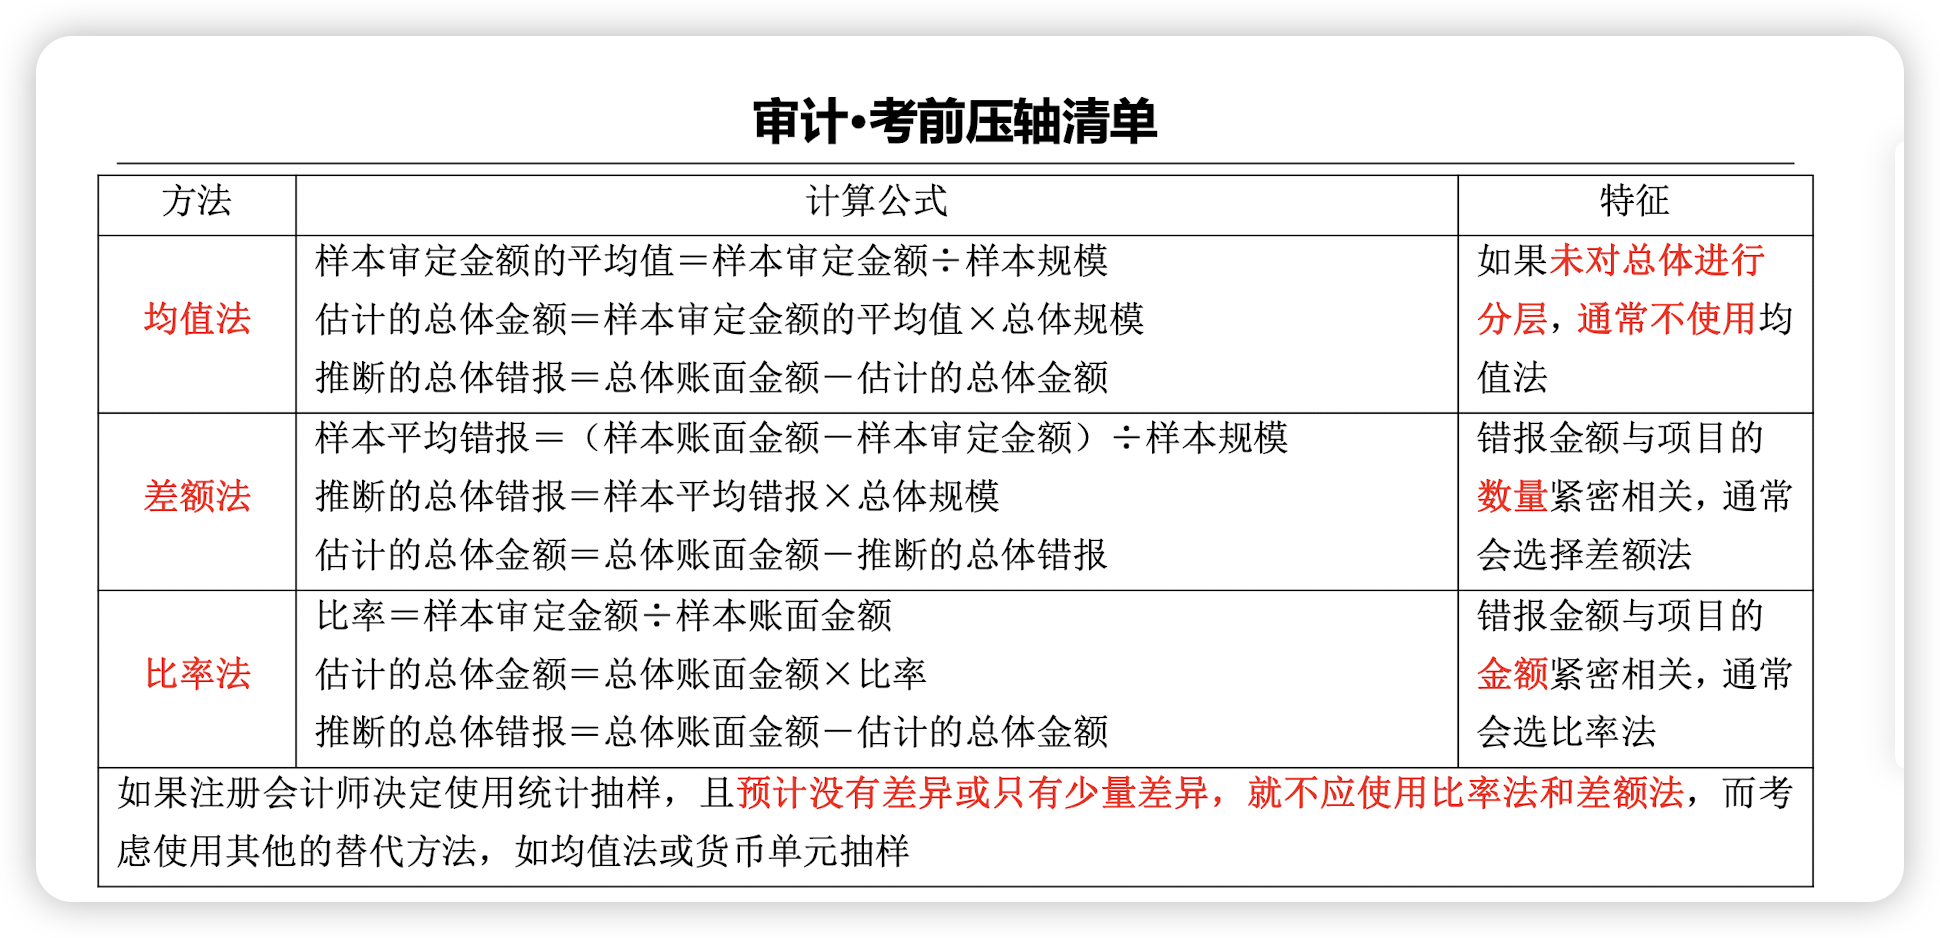 审计·考前压轴清单
方法
计算公式
特征
均值法
样本审定金额的平均值＝样本审定金额÷样本规模
估计的总体金额＝样本审定金额的平均值×总体规模
推断的总体错报＝总体账面金额－估计的总体金额
如果未对总体进行
分层，通常不使用均
值法
差额法
样本平均错报＝（样本账面金额－样本审定金额）÷样本规模
推断的总体错报＝样本平均错报×总体规模
估计的总体金额＝总体账面金额－推断的总体错报
错报金额与项目的
数量紧密相关，通常
会选择差额法
比率法
比率＝样本审定金额÷样本账面金额
估计的总体金额＝总体账面金额×比率
推断的总体错报＝总体账面金额－估计的总体金额
错报金额与项目的
金额紧密相关，通常
会选比率法
如果注册会计师决定使用统计抽样，且预计没有差异或只有少量差异，就不应使用比率法和差额法，而考
虑使用其他的替代方法，如均值法或货币单元抽样